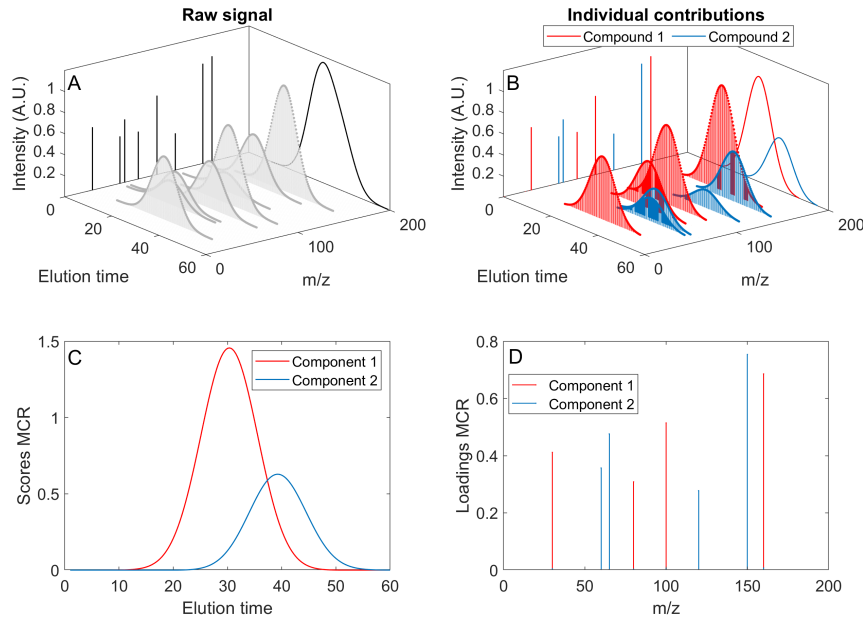 Raw signal
A
1
0.8
0.6
0.4
0.2
0
Intensity (A.U.)
20
40
60
Elution time
0
100
200
m/z
Individual contributions
Compound 1
Compound 2
B
1
0.8
0.6
0.4
0.2
0
Intensity (A.U.)
20
40
60
Elution time
0
100
200
m/z
C
Component 1
Component 2
1.5
1
0.5
0
Scores MCR
0 10 20 30 40 50 60
Elution time
D
Component 1
Component 2
0.8
0.6
0.4
0.2
0
Loadings MCR
0 50 100 150 200
m/z